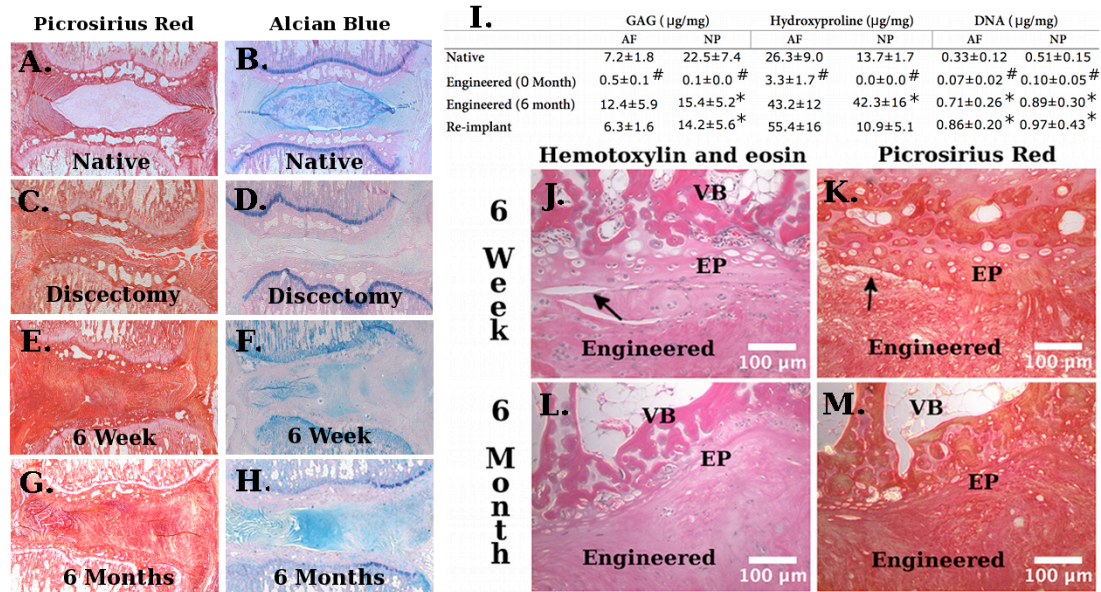 Picrosirius Red
Alcian Blue
A.
Native
B.
Native
C.
Discectomy
D.
Discectomy
E.
6 Week
F.
6 Week
G.
6 Months
H.
6 Months
I.
GAG (μg/mg) Hydroxyproline (μg/mg) DNA (μg/mg)
AF NP AF NP AF NP
Native 7.2±1.8 22.5±7.4 26.3±9.0 13.7±1.7 0.33±0.12 0.51±0.15
Engineered (0 Month) 0.5±0.1 # 0.1±0.0 # 3.3±1.7 # 0.0±0.0 # 0.07±0.02 # 0.10±0.05 #
Engineered (6 month) 12.4±5.9 15.4±5.2 * 43.2±12 42.3±16 * 0.71±0.26 * 0.89±0.30 *
Re-implant 6.3±1.6 14.2±5.6 * 55.4±16 10.9±5.1 0.86±0.20 * 0.97±0.43 *
Hemotoxylin and eosin
Picrosirius Red
6
W
e
e
k
J.
VB
EP
Engineered
100 μm
K.
EP
Engineered
100 μm
6
M
o
n
t
h
L.
VB
EP
Engineered
100 μm
M.
VB
EP
Engineered
100 μm